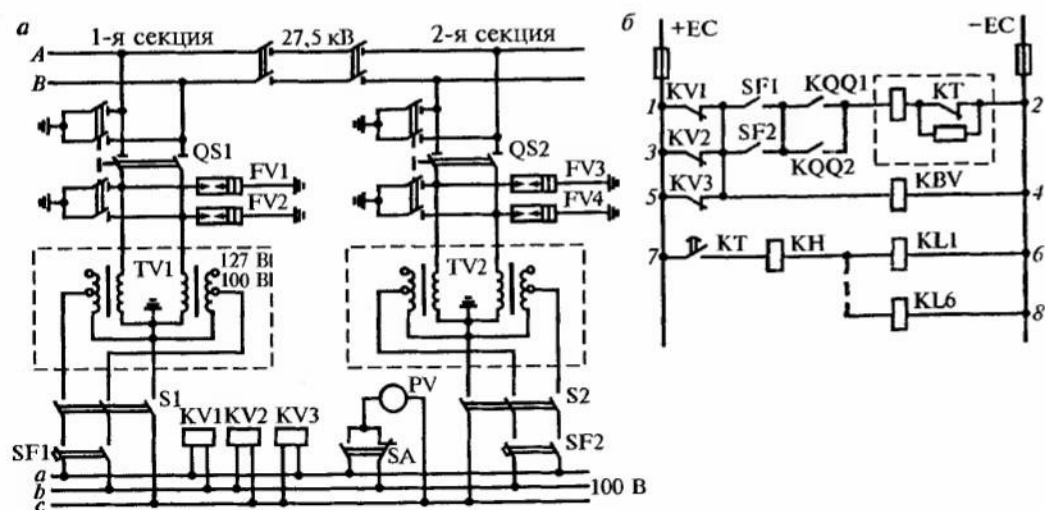 а
1-я секция 27,5 кВ 2-я секция
A
B
QS1
QS2
FV1
FV2
FV3
FV4
TV1
127 В
100 В
TV2
S1
KV1 KV2 KV3
PV
S2
SF1
SA
SF2
a
b
c
100 В
б
+EC
−EC
KV1 SF1 KQQ1 KT
1
2
KV2 SF2
3
KQQ2
KV3
5
KBV
4
7
KT KH KL1
6
KL6
8